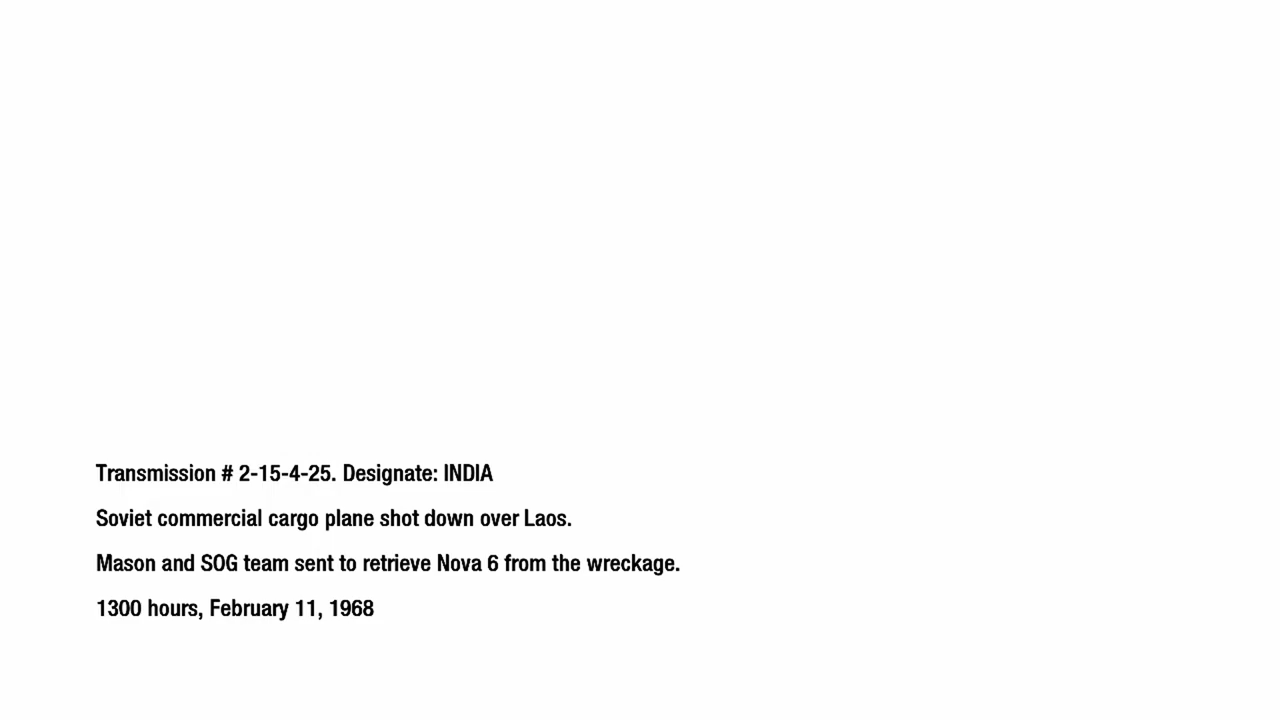 Transmission # 2-15-4-25. Designate: INDIA
Soviet commercial cargo plane shot down over Laos.
Mason and SOG team sent to retrieve Nova 6 from the wreckage.
1300 hours, February 11, 1968